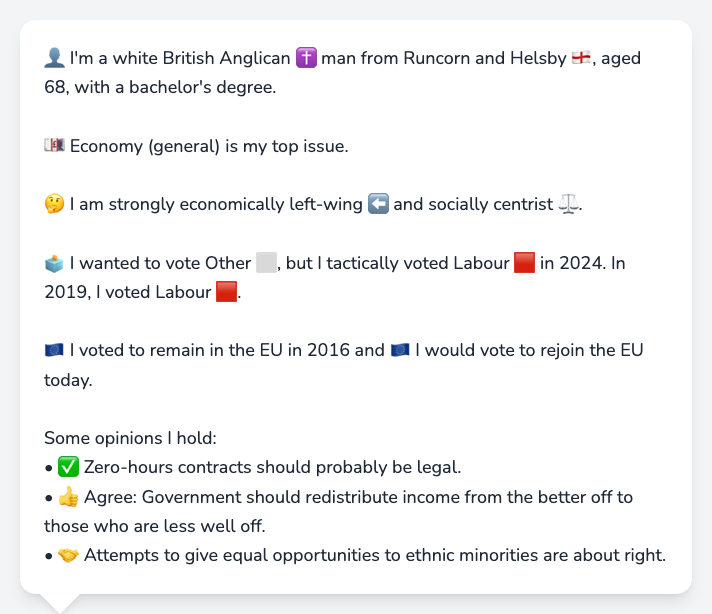 👤 I'm a white British Anglican ✝️ man from Runcorn and Helsby 🏴󠁧󠁢󠁥󠁮󠁧󠁿, aged
68, with a bachelor's degree.
💷 Economy (general) is my top issue.
🤔 I am strongly economically left-wing ⬅️ and socially centrist ⚖️.
🗳️ I wanted to vote Other ⬜, but I tactically voted Labour 🟥 in 2024. In
2019, I voted Labour 🟥.
🇪🇺 I voted to remain in the EU in 2016 and 🇪🇺 I would vote to rejoin the EU
today.
Some opinions I hold:
• ✅ Zero-hours contracts should probably be legal.
• 👍 Agree: Government should redistribute income from the better off to
those who are less well off.
• 🤝 Attempts to give equal opportunities to ethnic minorities are about right.